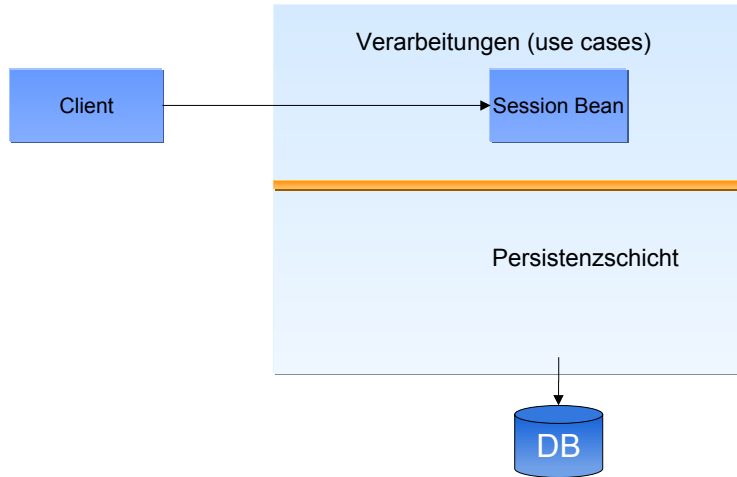 Verarbeitungen (use cases)
Client
Session Bean
Persistenzschicht
DB